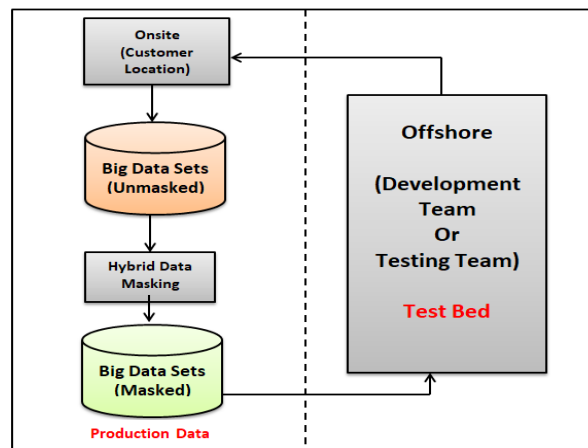 Onsite
(Customer
Location)
Big Data Sets
(Unmasked)
Hybrid Data
Masking
Big Data Sets
(Masked)
Production Data
Offshore
(Development
Team
Or
Testing Team)
Test Bed